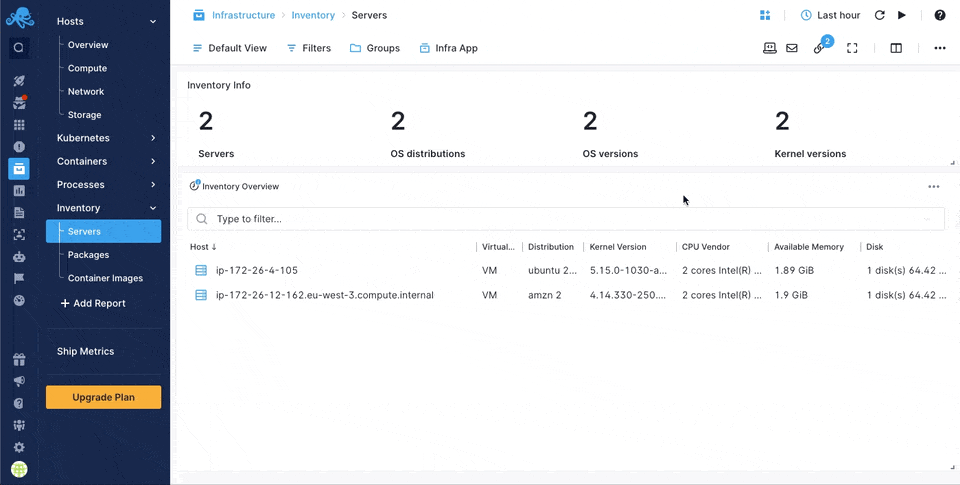 Hosts
Overview
Compute
Network
Storage
Kubernetes
Containers
Processes
Inventory
Servers
Packages
Container Images
+ Add Report
Ship Metrics
Upgrade Plan
Infrastructure > Inventory > Servers
Last hour
Default View Filters Groups Infra App
2
Inventory Info
2 2 2 2
Servers OS distributions OS versions Kernel versions
Inventory Overview
Type to filter...
Host ↓ Virtual... Distribution Kernel Version CPU Vendor Available Memory Disk
ip-172-26-4-105 VM ubuntu 2... 5.15.0-1030-a... 2 cores Intel(R) ... 1.89 GiB 1 disk(s) 64.42 ...
ip-172-26-12-162.eu-west-3.compute.internal VM amzn 2 4.14.330-250.... 2 cores Intel(R) ... 1.9 GiB 1 disk(s) 64.42 ...